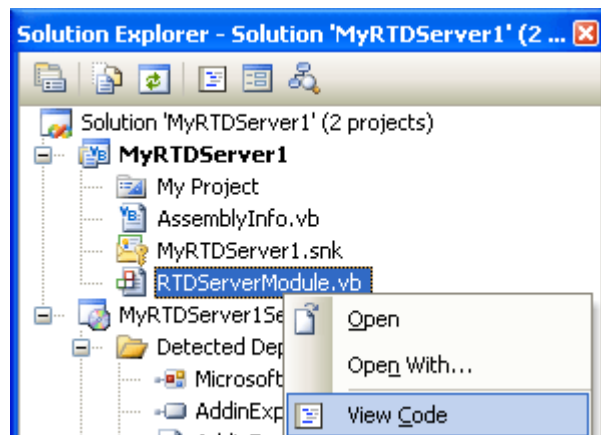 Solution Explorer - Solution 'MyRTDServer1' (2 ...
Solution 'MyRTDServer1' (2 projects)
MyRTDServer1
My Project
AssemblyInfo.vb
MyRTDServer1.snk
RTDServerModule.vb
MyRTDServer1Se
Open
Detected Dep
Open With...
Microsoft
AddinExp
View Code